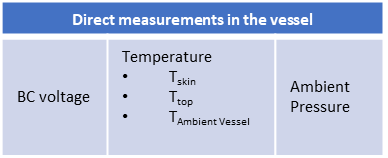 Direct measurements in the vessel
BC voltage
Temperature
• Tskin
• Ttop
• TAmbient Vessel
Ambient
Pressure